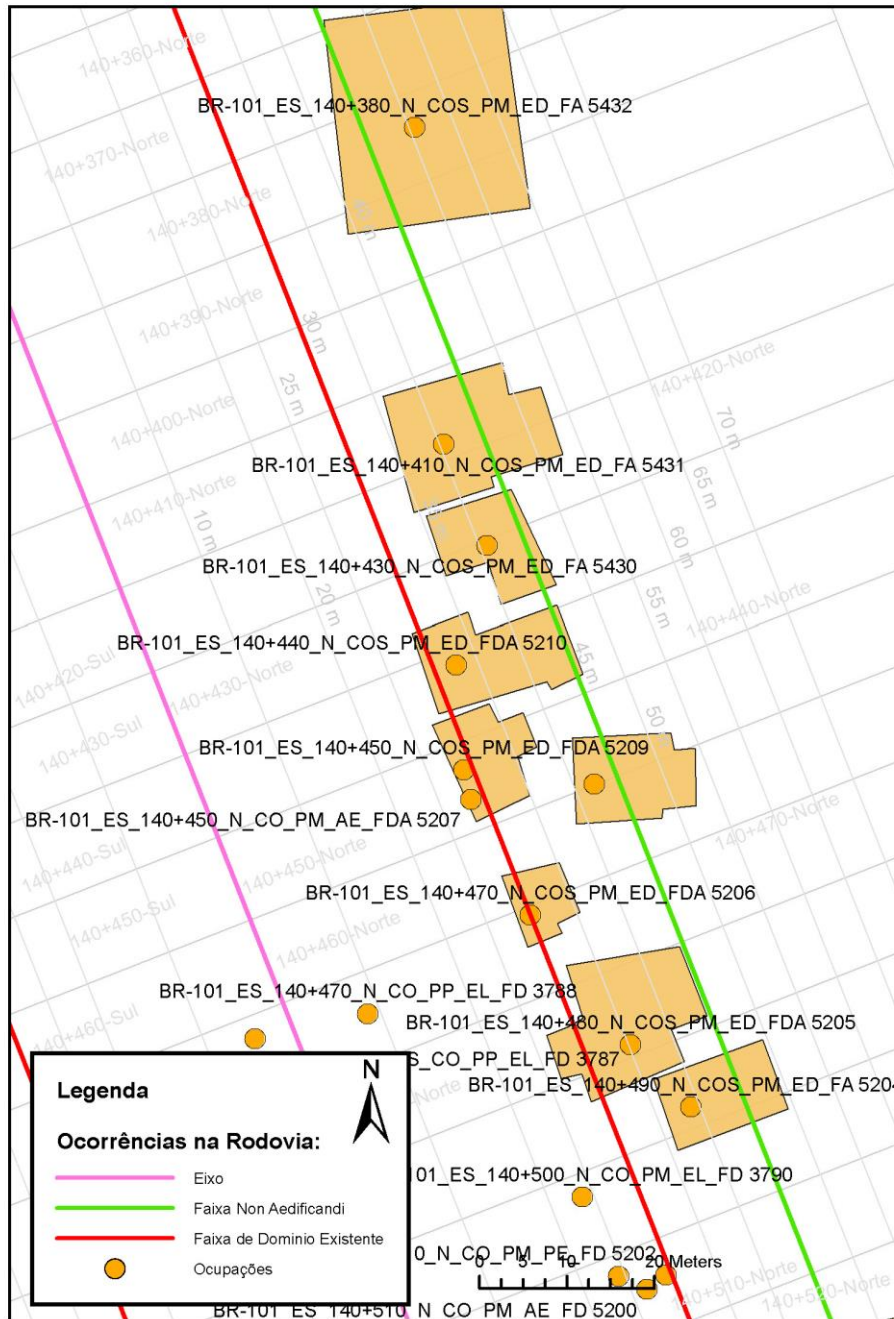 140+360-Norte
BR-101_ES_140+380_N_COS_PM_ED_FA 5432
140+370-Norte
140+380-Norte
140+390-Norte
30 m
140+420-Norte
25 m
140+400-Norte
70 m
BR-101_ES_140+410_N_COS_PM_ED_FA 5431
140+410-Norte
65 m
10 m
60 m
BR-101_ES_140+430_N_COS_PM_ED_FA 5430
20 m
55 m
140+440-Norte
BR-101_ES_140+440_N_COS_PM_ED_FDA 5210
140+420-Sul
45 m
140+430-Norte
140+430-Sul
50 m
BR-101_ES_140+450_N_COS_PM_ED_FDA 5209
BR-101_ES_140+450_N_CO_PM_AE_FDA 5207
140+470-Norte
140+440-Sul
140+450-Norte
BR-101_ES_140+470_N_COS_PM_ED_FDA 5206
140+450-Sul
140+460-Norte
BR-101_ES_140+470_N_CO_PP_EL_FD 3788
140+460-Sul
BR-101_ES_140+480_N_COS_PM_ED_FDA 5205
S_CO_PP_EL_FD 3787
BR-101_ES_140+490_N_COS_PM_ED_FA 5204
N
Legenda
Ocorrências na Rodovia:
Eixo
Faixa Non Aedificandi
Faixa de Dominio Existente
Ocupações
101_ES_140+500_N_CO_PM_EL_FD 3790
0_N_CO_PM_PE_FD 5202
0 5 10 20 Meters
140+510-Norte
140+520-Norte
BR-101_ES_140+510_N_CO_PM_AE_FD 5200